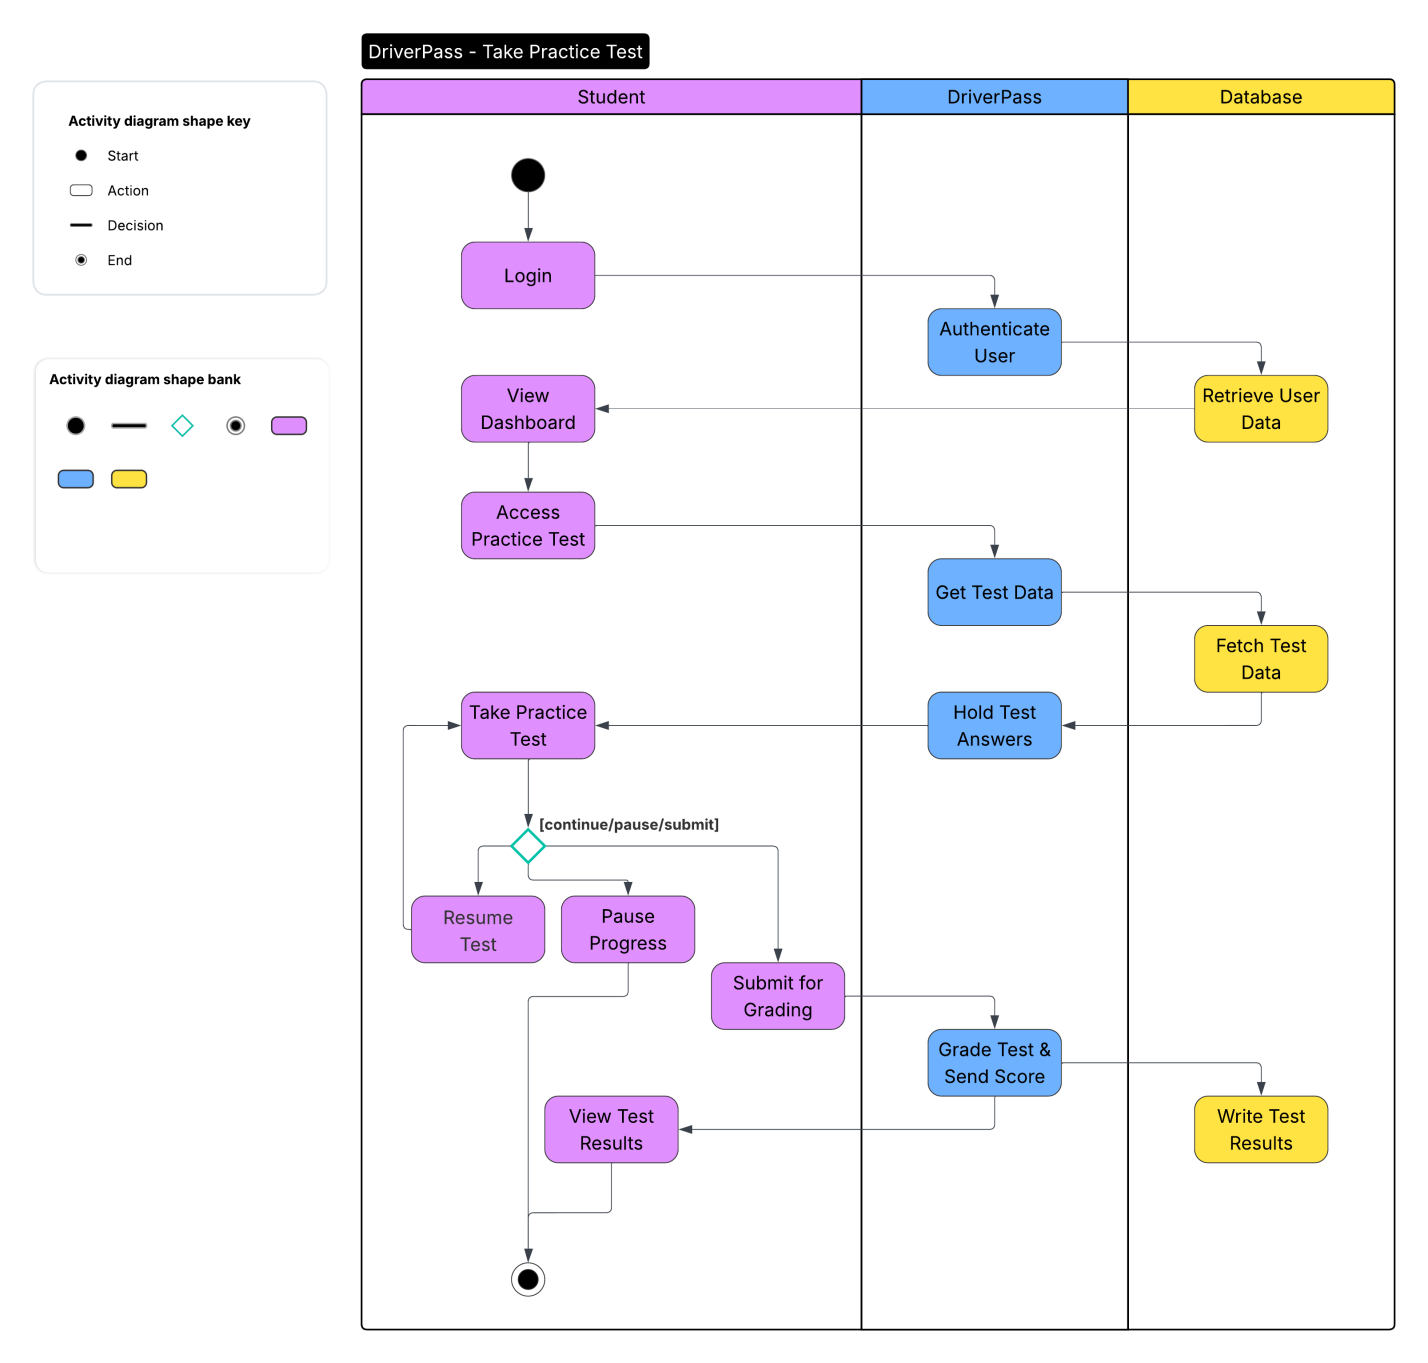 DriverPass - Take Practice Test
Activity diagram shape key
Start
Action
Decision
End
Activity diagram shape bank
Student
DriverPass
Database
Login
Authenticate
User
Retrieve User
Data
View
Dashboard
Access
Practice Test
Get Test Data
Fetch Test
Data
Hold Test
Answers
Take Practice
Test
[continue/pause/submit]
Resume
Test
Pause
Progress
Submit for
Grading
Grade Test &
Send Score
Write Test
Results
View Test
Results